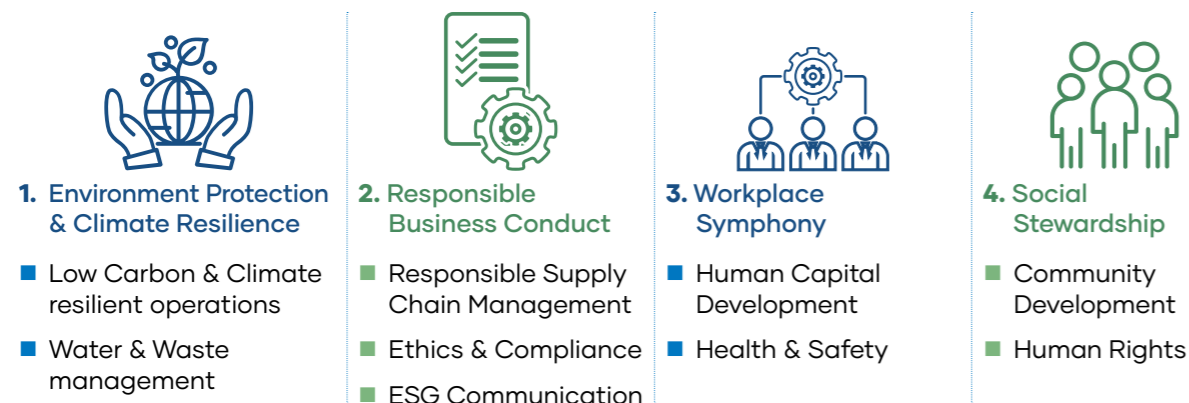 1. Environment Protection
& Climate Resilience
Low Carbon & Climate
resilient operations
Water & Waste
management
2. Responsible
Business Conduct
Responsible Supply
Chain Management
Ethics & Compliance
ESG Communication
3. Workplace
Symphony
Human Capital
Development
Health & Safety
4. Social
Stewardship
Community
Development
Human Rights